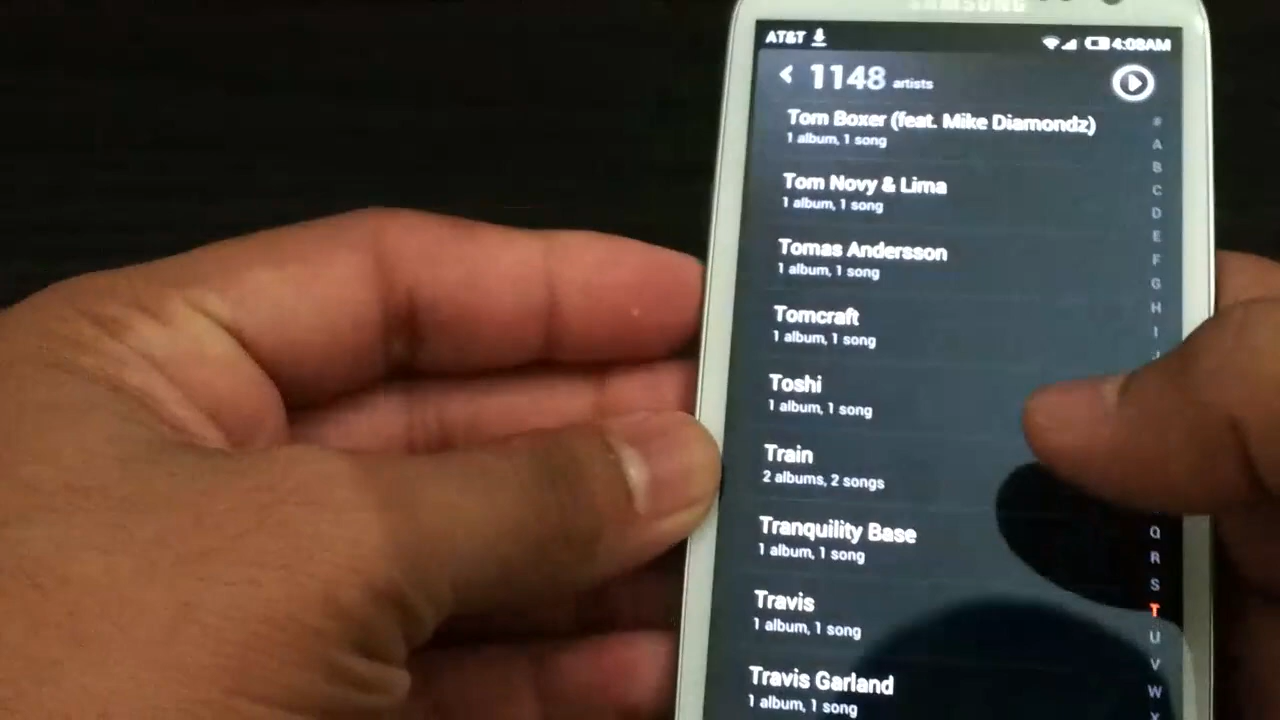 SAMSUNG
AT&T 4:08AM
1148 artists
Tom Boxer (feat. Mike Diamondz)
1 album, 1 song
Tom Novy & Lima
1 album, 1 song
Tomas Andersson
1 album, 1 song
Tomcraft
1 album, 1 song
Toshi
1 album, 1 song
Train
2 albums, 2 songs
Tranquility Base
1 album, 1 song
Travis
1 album, 1 song
Travis Garland
1 album, 1 song
#
A
B
C
D
E
F
G
H
I
J
Q
R
S
T
U
V
W
X